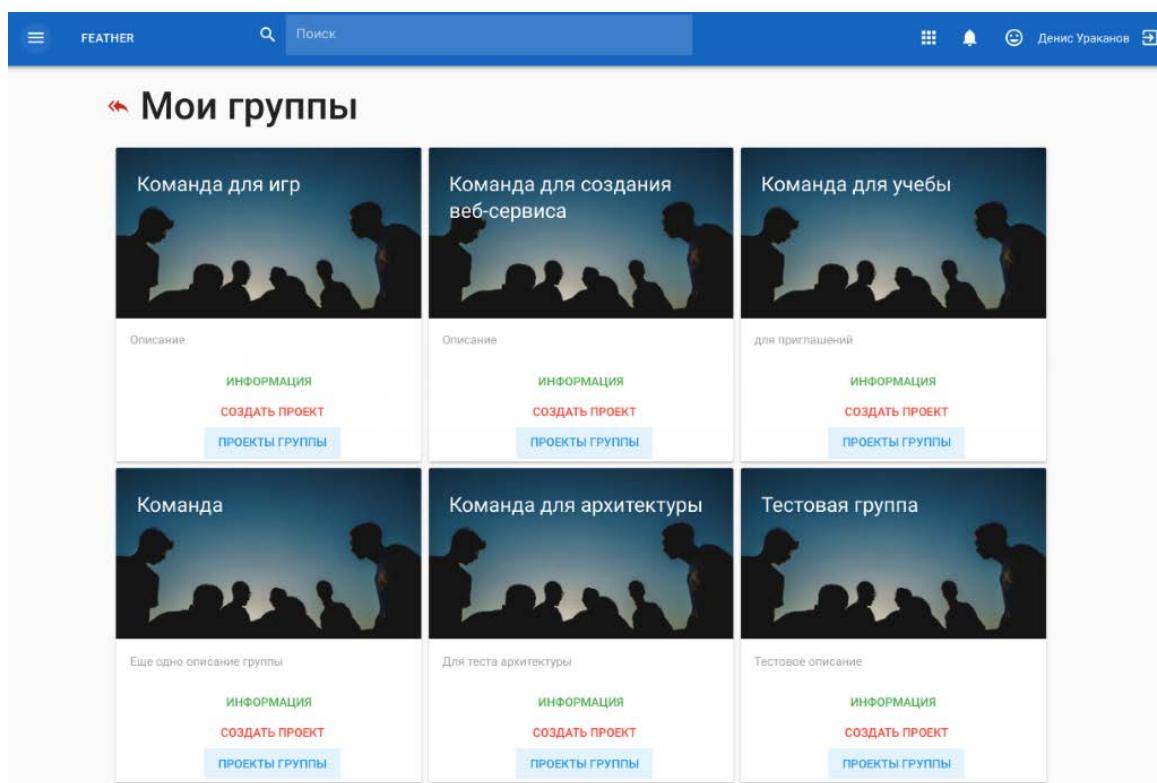 FEATHER
Поиск
Денис Ураканов
Мои группы
Команда для игр
Описание
ИНФОРМАЦИЯ
СОЗДАТЬ ПРОЕКТ
ПРОЕКТЫ ГРУППЫ
Команда для создания
веб-сервиса
Описание
ИНФОРМАЦИЯ
СОЗДАТЬ ПРОЕКТ
ПРОЕКТЫ ГРУППЫ
Команда для учебы
для приглашений
ИНФОРМАЦИЯ
СОЗДАТЬ ПРОЕКТ
ПРОЕКТЫ ГРУППЫ
Команда
Еще одно описание группы
ИНФОРМАЦИЯ
СОЗДАТЬ ПРОЕКТ
ПРОЕКТЫ ГРУППЫ
Команда для архитектуры
Для теста архитектуры
ИНФОРМАЦИЯ
СОЗДАТЬ ПРОЕКТ
ПРОЕКТЫ ГРУППЫ
Тестовая группа
Тестовое описание
ИНФОРМАЦИЯ
СОЗДАТЬ ПРОЕКТ
ПРОЕКТЫ ГРУППЫ